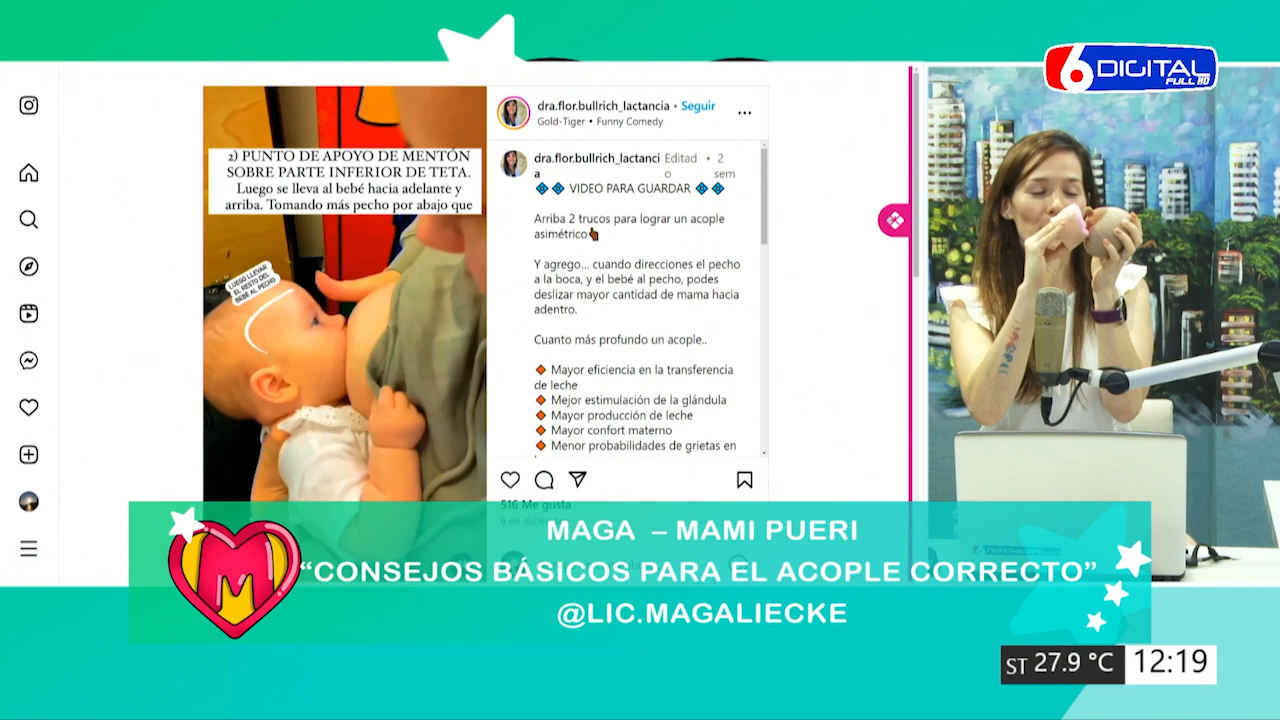 6 DIGITAL
FULL HD
dra.flor.bullrich_lactancia • Seguir
Gold-Tiger • Funny Comedy
2) PUNTO DE APOYO DE MENTÓN
SOBRE PARTE INFERIOR DE TETA.
Luego se lleva al bebé hacia adelante y
arriba. Tomando más pecho por abajo que
LUEGO LLEVAR
EL RESTO DEL
BEBÉ AL PECHO
dra.flor.bullrich_lactanci
a
Editad
o
• 2
sem
VIDEO PARA GUARDAR
Arriba 2 trucos para lograr un acople
asimétrico
Y agrego... cuando direcciones el pecho
a la boca, y el bebé al pecho, podes
deslizar mayor cantidad de mama hacia
adentro.
Cuanto más profundo un acople..
Mayor eficiencia en la transferencia
de leche
Mejor estimulación de la glándula
Mayor producción de leche
Mayor confort materno
Menor probabilidades de grietas en
516 Me gusta
6 de
MAGA – MAMI PUERI
“CONSEJOS BÁSICOS PARA EL ACOPLE CORRECTO”
@LIC.MAGALIECKE
M
ST 27.9 °C 12:19